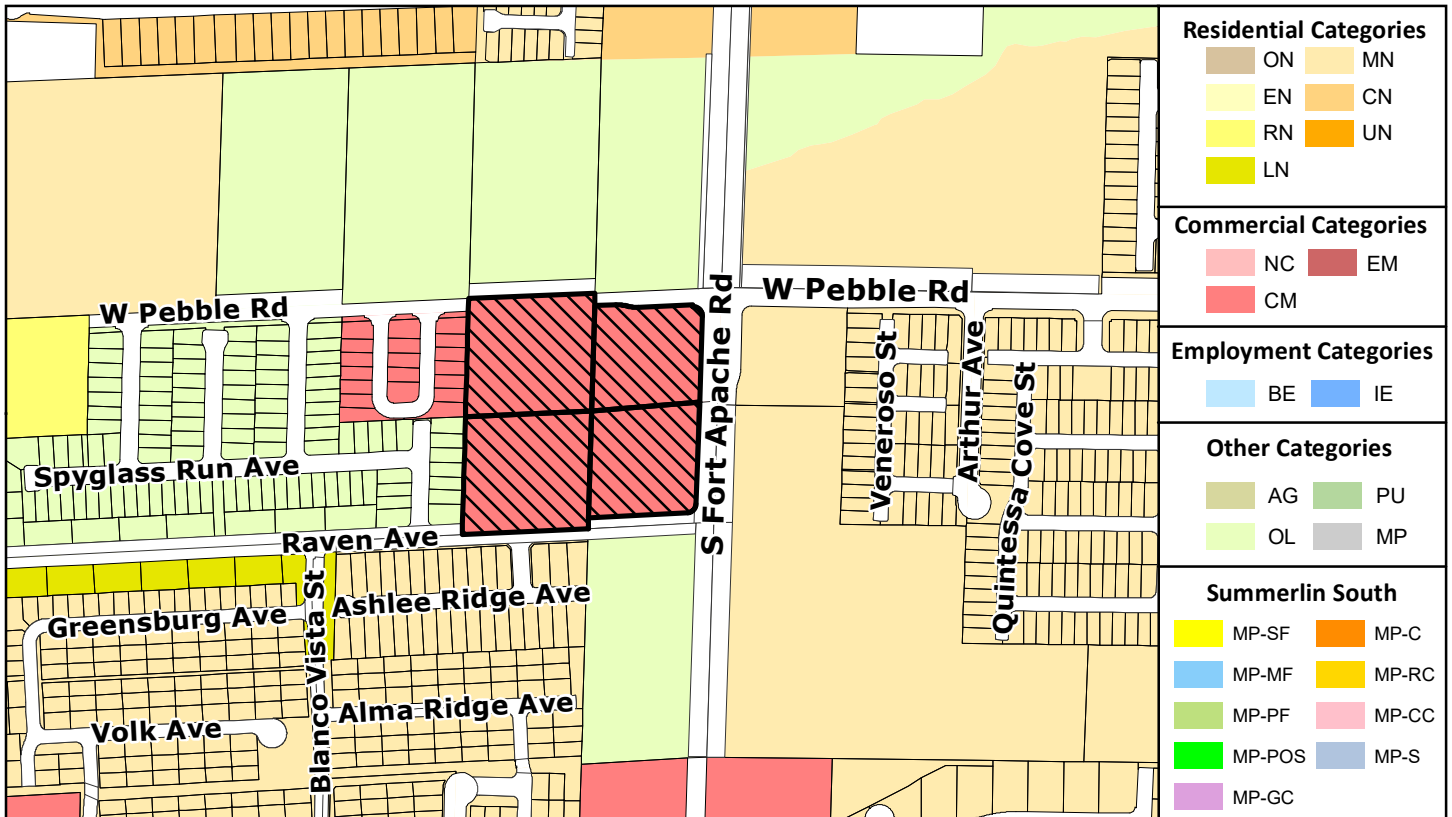 W Pebble Rd
W Pebble Rd
S Fort Apache Rd
Veneroso St
Arthur Ave
Quintessa Cove St
Spyglass Run Ave
Raven Ave
Blanco Vista St
Ashlee Ridge Ave
Greensburg Ave
Alma Ridge Ave
Volk Ave
Residential Categories
ON MN
EN CN
RN UN
LN
Commercial Categories
NC EM
CM
Employment Categories
BE IE
Other Categories
AG PU
OL MP
Summerlin South
MP-SF MP-C
MP-MF MP-RC
MP-PF MP-CC
MP-POS MP-S
MP-GC